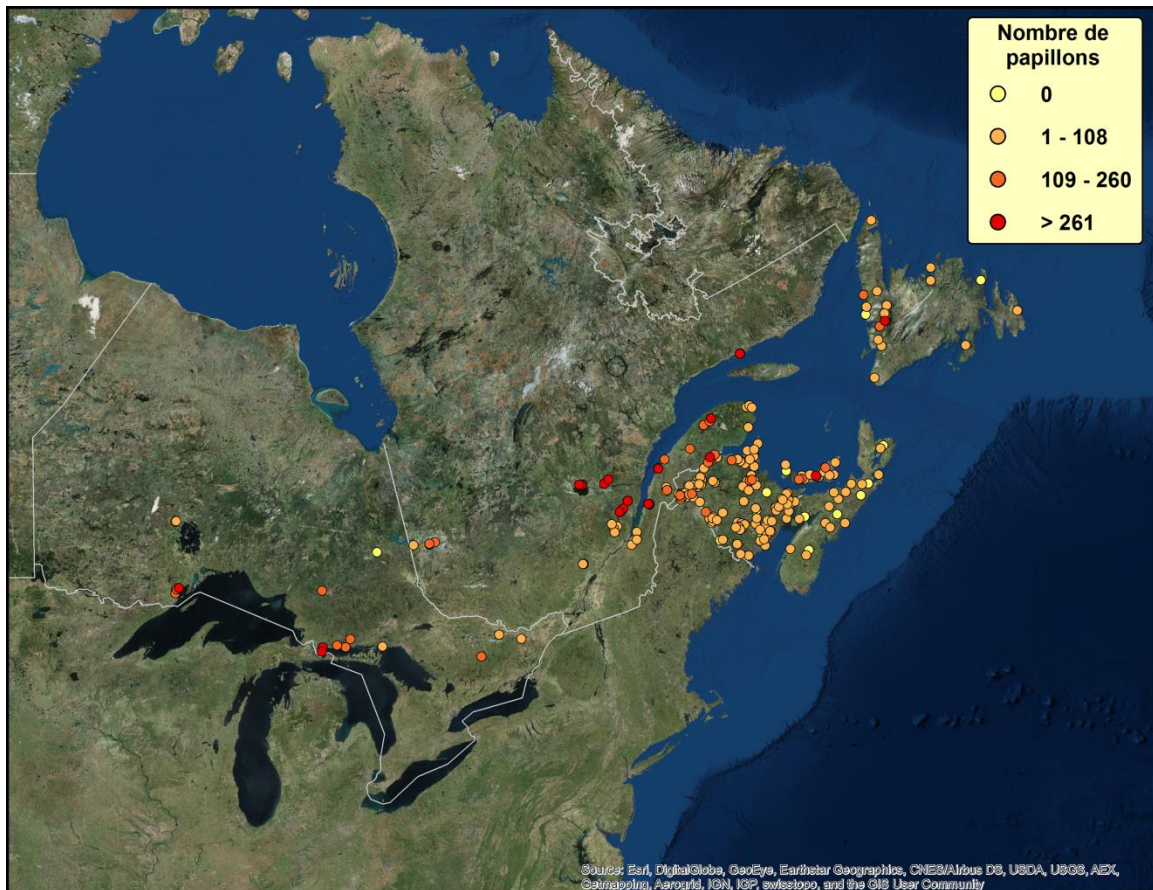 Nombre de
papillons
0
1 - 108
109 - 260
> 261
Source: Esri, DigitalGlobe, GeoEye, Earthstar Geographics, CNES/Airbus DS, USDA, USGS, AEX,
Getmapping, Aerogrid, IGN, IGP, swisstopo, and the GIS User Community